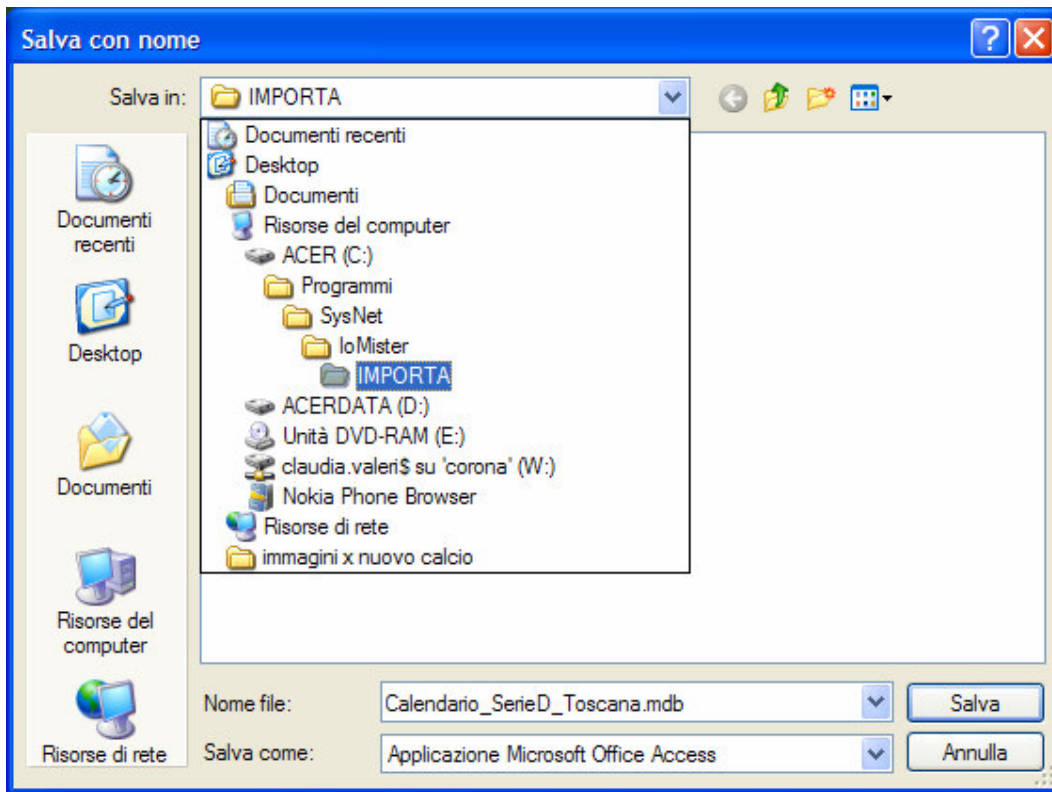 Salva con nome
Salva in:
IMPORTA
Documenti recenti
Desktop
Documenti
Risorse del computer
ACER (C:)
Programmi
SysNet
IoMister
IMPORTA
ACERDATA (D:)
Unità DVD-RAM (E:)
claudia.valeri$ su 'corona' (W:)
Nokia Phone Browser
Risorse di rete
immagini x nuovo calcio
Documenti
recenti
Desktop
Documenti
Risorse del
computer
Risorse di rete
Nome file:
Calendario_SerieD_Toscana.mdb
Salva
Salva come:
Applicazione Microsoft Office Access
Annulla